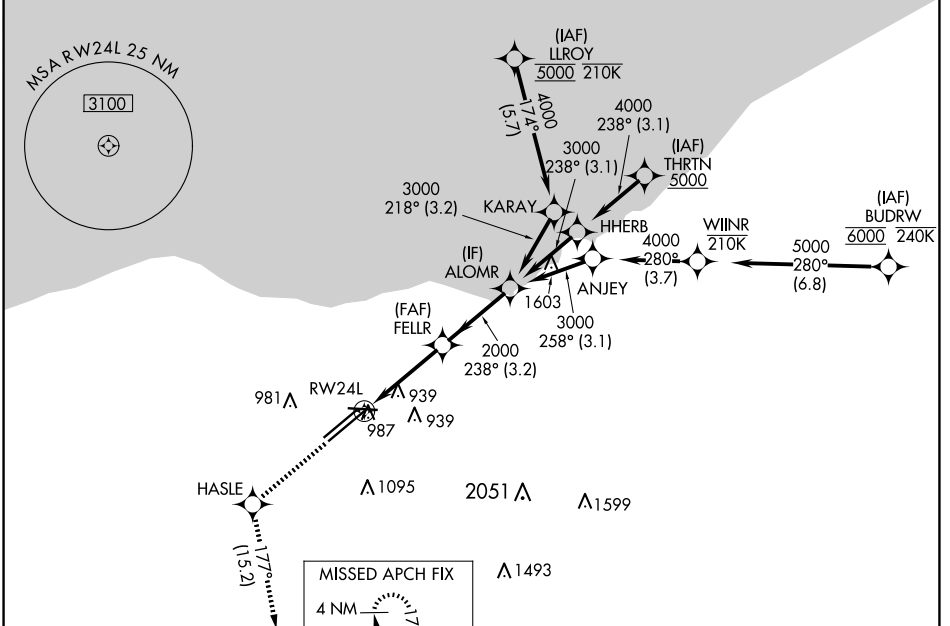 MSA RW24L 25 NM
3100
(IAF)
LLROY
5000 210K
4000
174°
(5.7)
4000
238° (3.1)
(IAF)
THRTN
5000
3000
238° (3.1)
3000
218° (3.2)
KARAY
HHERB
(IAF)
BUDRW
6000 240K
WIINR
210K
4000
280°
(3.7)
5000
280°
(6.8)
(IF)
ALOMR
ANJEY
1603
3000
258° (3.1)
(FAF)
FELLR
2000
238° (3.2)
RW24L
981
939
939
987
HASLE
1095
2051
1599
177°
(15.2)
1493
MISSED APCH FIX
4 NM